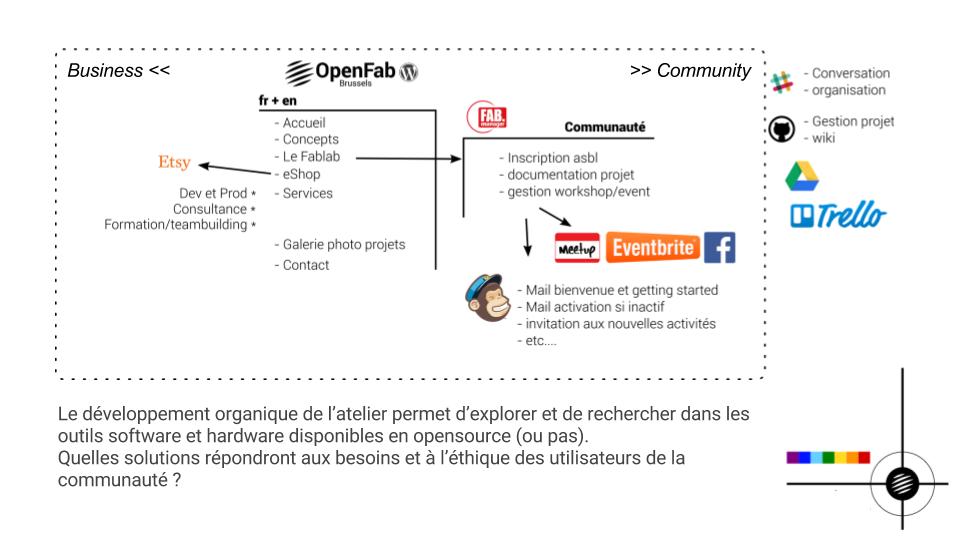 Business <<
OpenFab
Brussels
>> Community
fr + en
- Accueil
- Concepts
- Le Fablab
- eShop
- Services
- Galerie photo projets
- Contact
Etsy
Dev et Prod *
Consultance *
Formation/teambuilding *
FAB.
manager
Communauté
- Inscription asbl
- documentation projet
- gestion workshop/event
Meetup
Eventbrite
- Mail bienvenue et getting started
- Mail activation si inactif
- invitation aux nouvelles activités
- etc....
- Conversation
- organisation
- Gestion projet
- wiki
Trello
Le développement organique de l'atelier permet d'explorer et de rechercher dans les
outils software et hardware disponibles en opensource (ou pas).
Quelles solutions répondront aux besoins et à l'éthique des utilisateurs de la
communauté ?